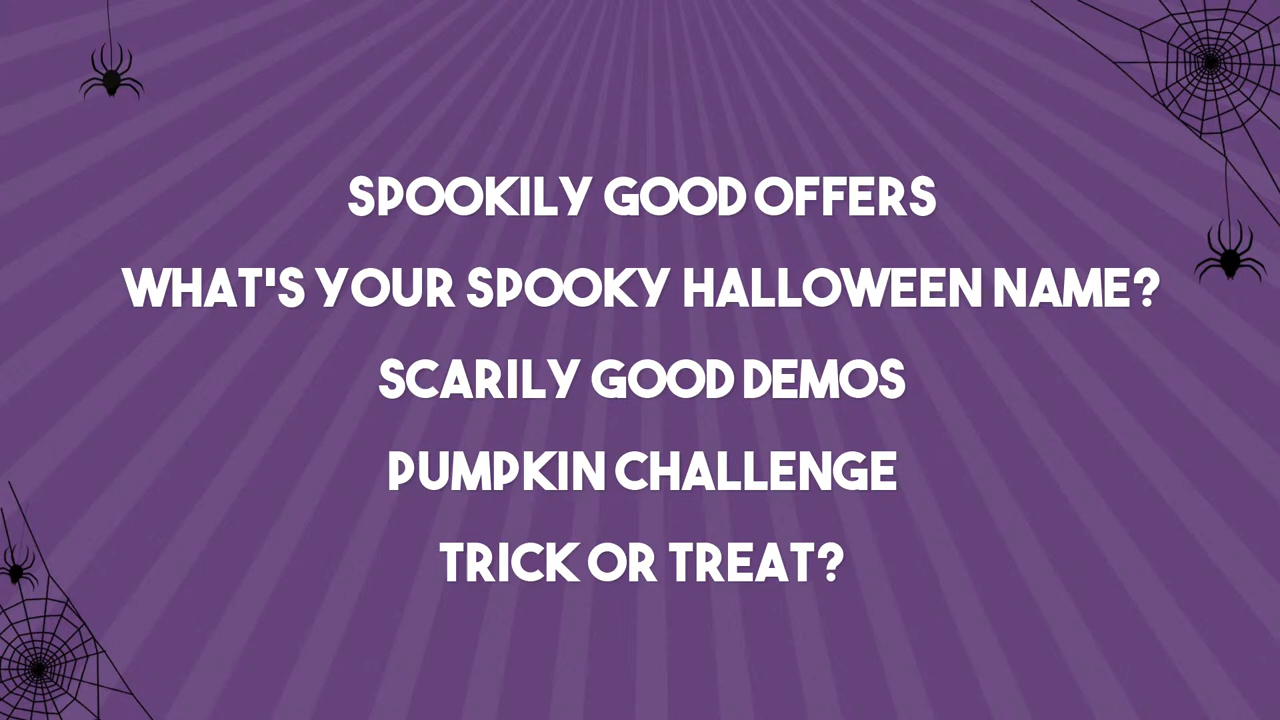 SPOOKILY GOOD OFFERS
WHAT'S YOUR SPOOKY HALLOWEEN NAME?
SCARILY GOOD DEMOS
PUMPKIN CHALLENGE
TRICK OR TREAT?